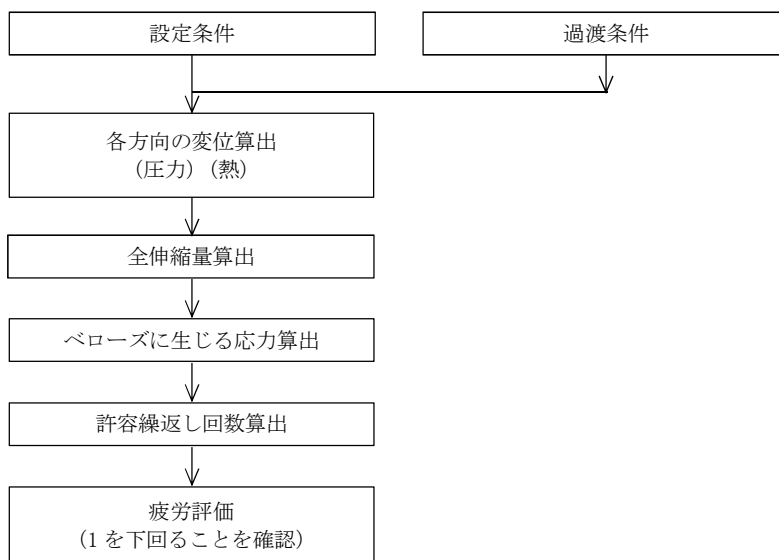 設定条件
過渡条件
各方向の変位算出
（圧力）（熱）
全伸縮量算出
ベローズに生じる応力算出
許容繰返し回数算出
疲労評価
（1 を下回ることを確認）